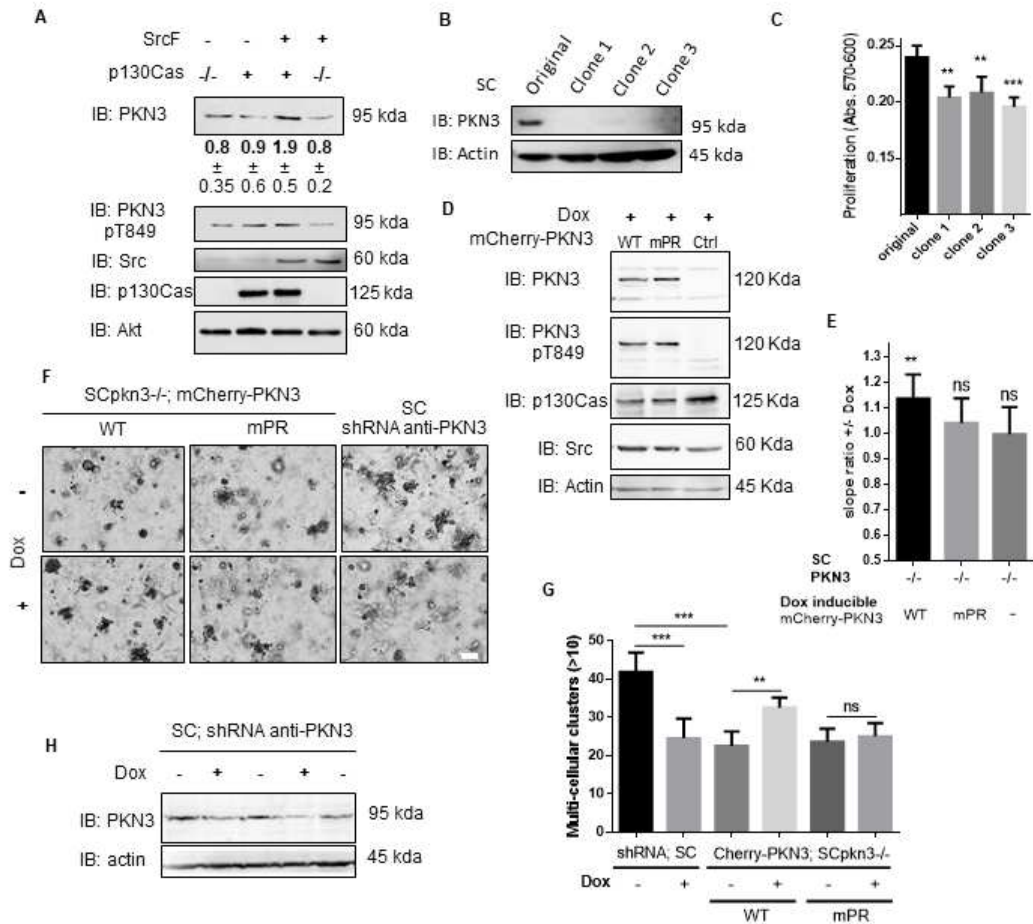 A
SrcF - - + +
p130Cas -/- + + -/-
IB: PKN3 95 kda
0.8 0.9 1.9 0.8
± ± ± ±
0.35 0.6 0.5 0.2
IB: PKN3 pT849 95 kda
IB: Src 60 kda
IB: p130Cas 125 kda
IB: Akt 60 kda
B
SC Original Clone 1 Clone 2 Clone 3
IB: PKN3 95 kda
IB: Actin 45 kda
C
Proliferation (Abs. 570-600)
0.25
0.20
0.15
** ** ***
original clone 1 clone 2 clone 3
D
Dox + + +
mCherry-PKN3 WT mPR Ctrl
IB: PKN3 120 Kda
IB: PKN3 pT849 120 Kda
IB: p130Cas 125 Kda
IB: Src 60 Kda
IB: Actin 45 Kda
E
slope ratio +/- Dox
1.3
1.2
1.1
1.0
0.9
0.8
0.7
0.6
0.5
** ns ns
SC
PKN3 -/- -/- -/-
Dox inducible
mCherry-PKN3 WT mPR -
F
SCpkn3-/-; mCherry-PKN3
SC
shRNA anti-PKN3
WT mPR
Dox
-
+
G
Multi-cellular clusters (>10)
50
40
30
20
10
0
***
***
**
ns
shRNA; SC Cherry-PKN3; SCpkn3-/-
Dox - + - + - +
WT mPR
H
SC; shRNA anti-PKN3
Dox - + - + -
IB: PKN3 95 kda
IB: actin 45 kda